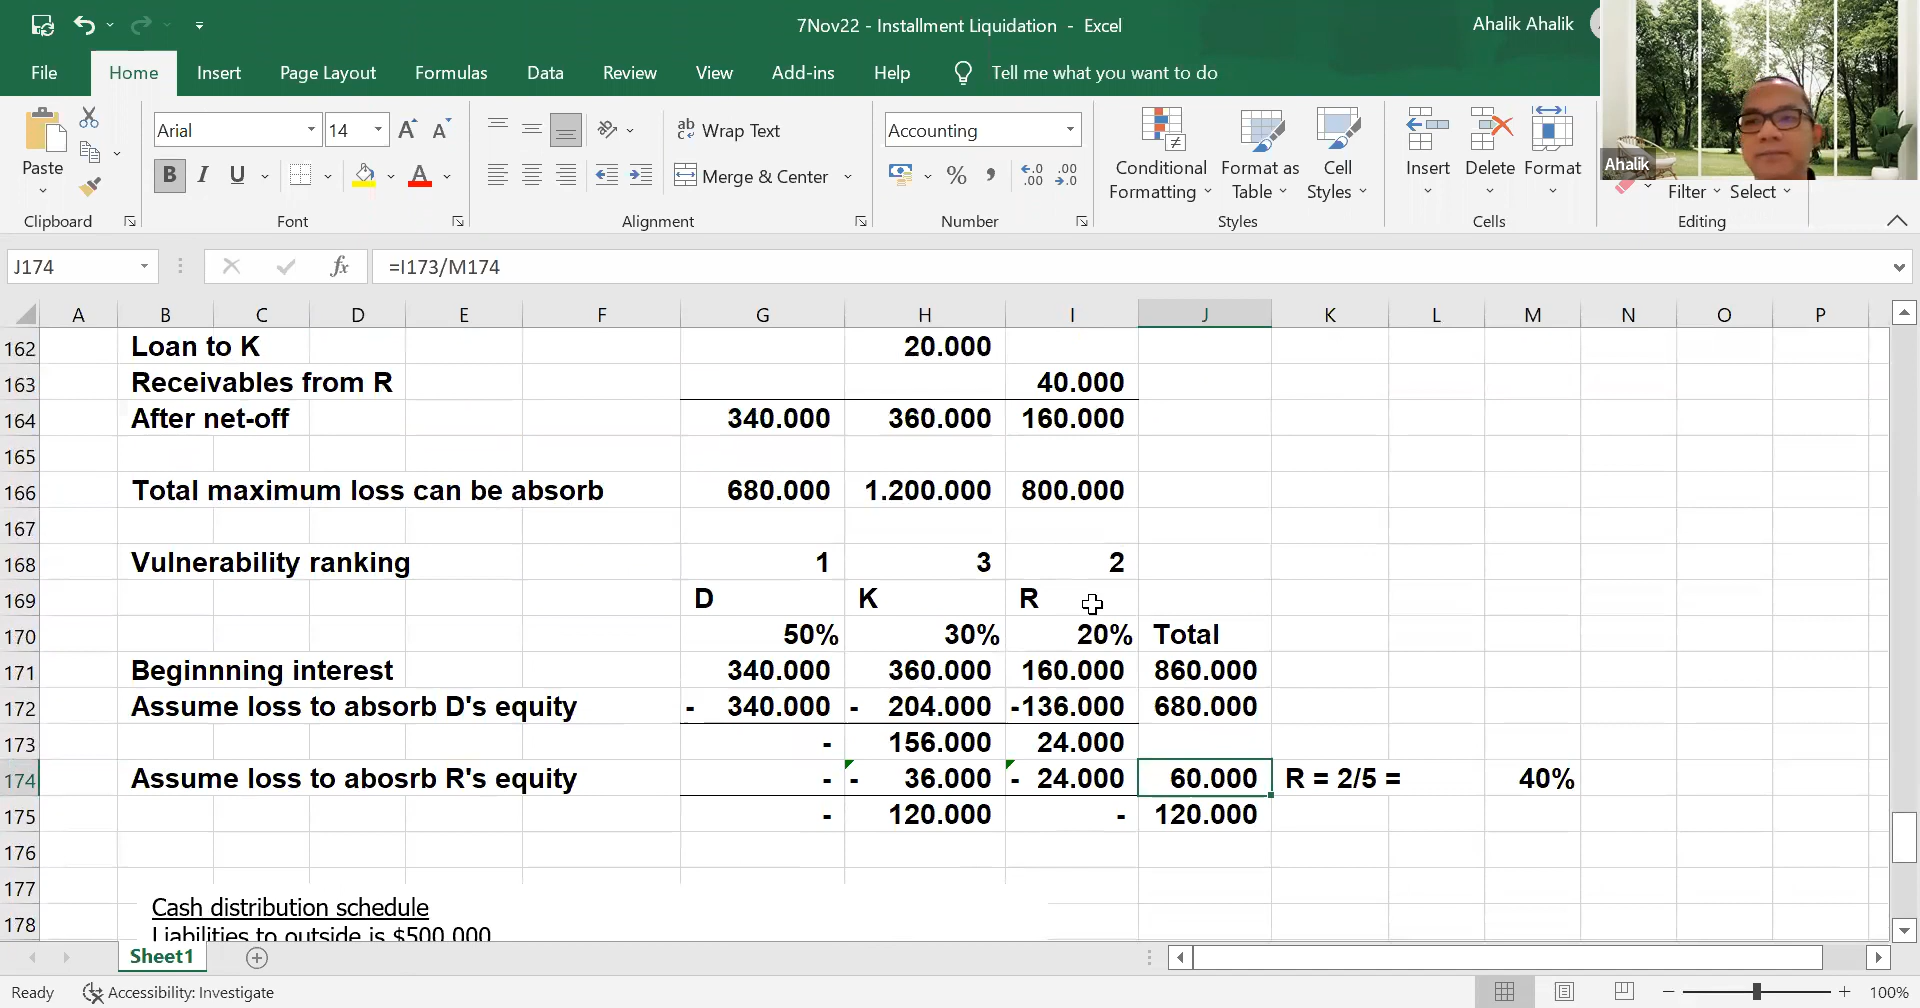 7Nov22 - Installment Liquidation - Excel
Ahalik Ahalik
File Home Insert Page Layout Formulas Data Review View Add-ins Help Tell me what you want to do
Paste
Clipboard
Arial 14
B I U
Font
Wrap Text
Merge & Center
Alignment
Accounting
Number
Conditional Formatting
Format as Table
Cell Styles
Styles
Insert Delete Format
Cells
Filter Select
Editing
Ahalik
J174 fx =I173/M174
A B C D E F G H I J K L M N O P
162 Loan to K 20.000
163 Receivables from R 40.000
164 After net-off 340.000 360.000 160.000
165
166 Total maximum loss can be absorb 680.000 1.200.000 800.000
167
168 Vulnerability ranking 1 3 2
169 D K R
170 50% 30% 20% Total
171 Beginnning interest 340.000 360.000 160.000 860.000
172 Assume loss to absorb D's equity - 340.000 - 204.000 -136.000 680.000
173 - 156.000 24.000
174 Assume loss to abosrb R's equity - - 36.000 - 24.000 60.000 R = 2/5 = 40%
175 - 120.000 - 120.000
176
177
Cash distribution schedule
178
Liabilities to outside is $500.000
Sheet1
Ready Accessibility: Investigate 100%